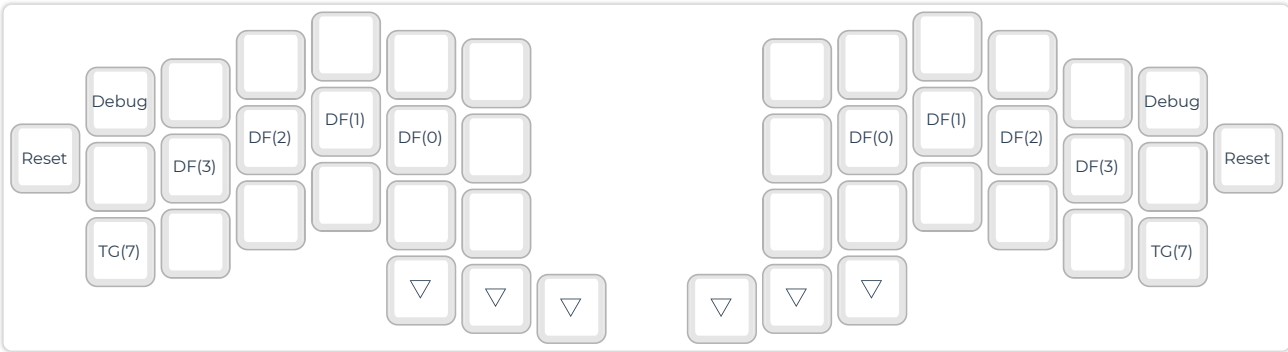 Debug
Debug
DF(1)
DF(1)
DF(2)
DF(0)
DF(0)
DF(2)
Reset
DF(3)
DF(3)
Reset
TG(7)
TG(7)
▽ ▽ ▽ ▽ ▽ ▽